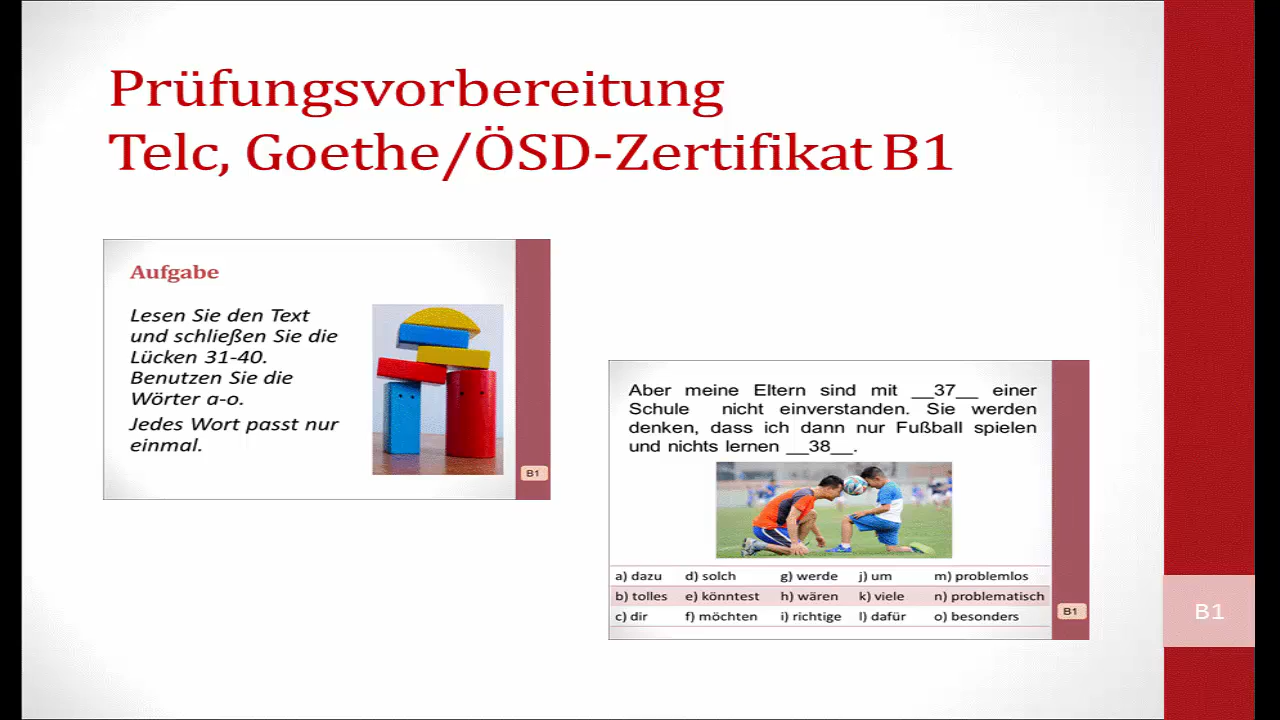 Prüfungsvorbereitung
Telc, Goethe/ÖSD-Zertifikat B1
Aufgabe
Lesen Sie den Text
und schließen Sie die
Lücken 31-40.
Benutzen Sie die
Wörter a-o.
Jedes Wort passt nur
einmal.
B1
Aber meine Eltern sind mit __37__ einer
Schule nicht einverstanden. Sie werden
denken, dass ich dann nur Fußball spielen
und nichts lernen __38__.
a) dazu d) solch g) werde j) um m) problemlos
b) tolles e) könntest h) wären k) viele n) problematisch
c) dir f) möchten i) richtige l) dafür o) besonders
B1
B1